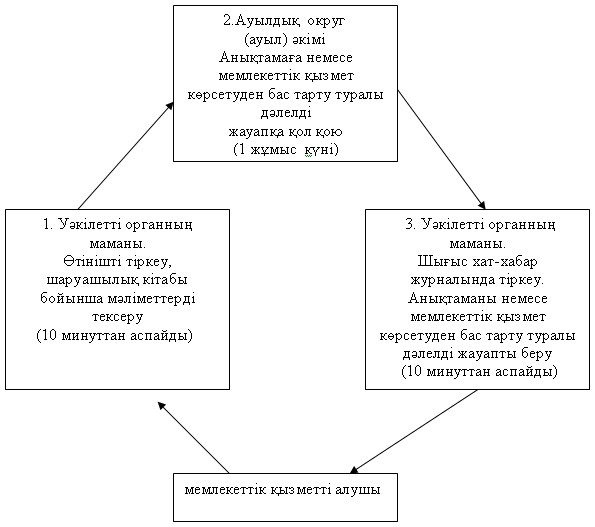 2.Ауылдық округ
(ауыл) әкімі
Анықтамаға немесе
мемлекеттік қызмет
көрсетуден бас тарту туралы
дәлелді
жауапқа қол қою
(1 жұмыс күні)
1. Уәкілетті органның
маманы.
Өтінішті тіркеу,
шаруашылық кітабы
бойынша мәліметтерді
тексеру
(10 минуттан аспайды)
3. Уәкілетті органның
маманы.
Шығыс хат-хабар
журналында тіркеу.
Анықтаманы немесе
мемлекеттік қызмет
көрсетуден бас тарту туралы
дәлелді жауапты беру
(10 минуттан аспайды)
мемлекеттік қызметті алушы